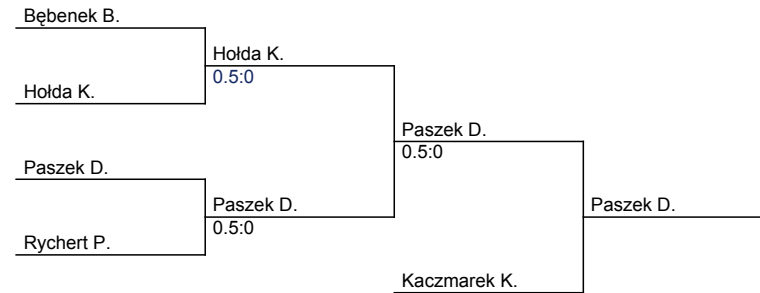 Bębenek B.
Hołda K.
0.5:0
Hołda K.
Paszek D.
0.5:0
Paszek D.
Paszek D.
0.5:0
Paszek D.
Rychert P.
Kaczmarek K.